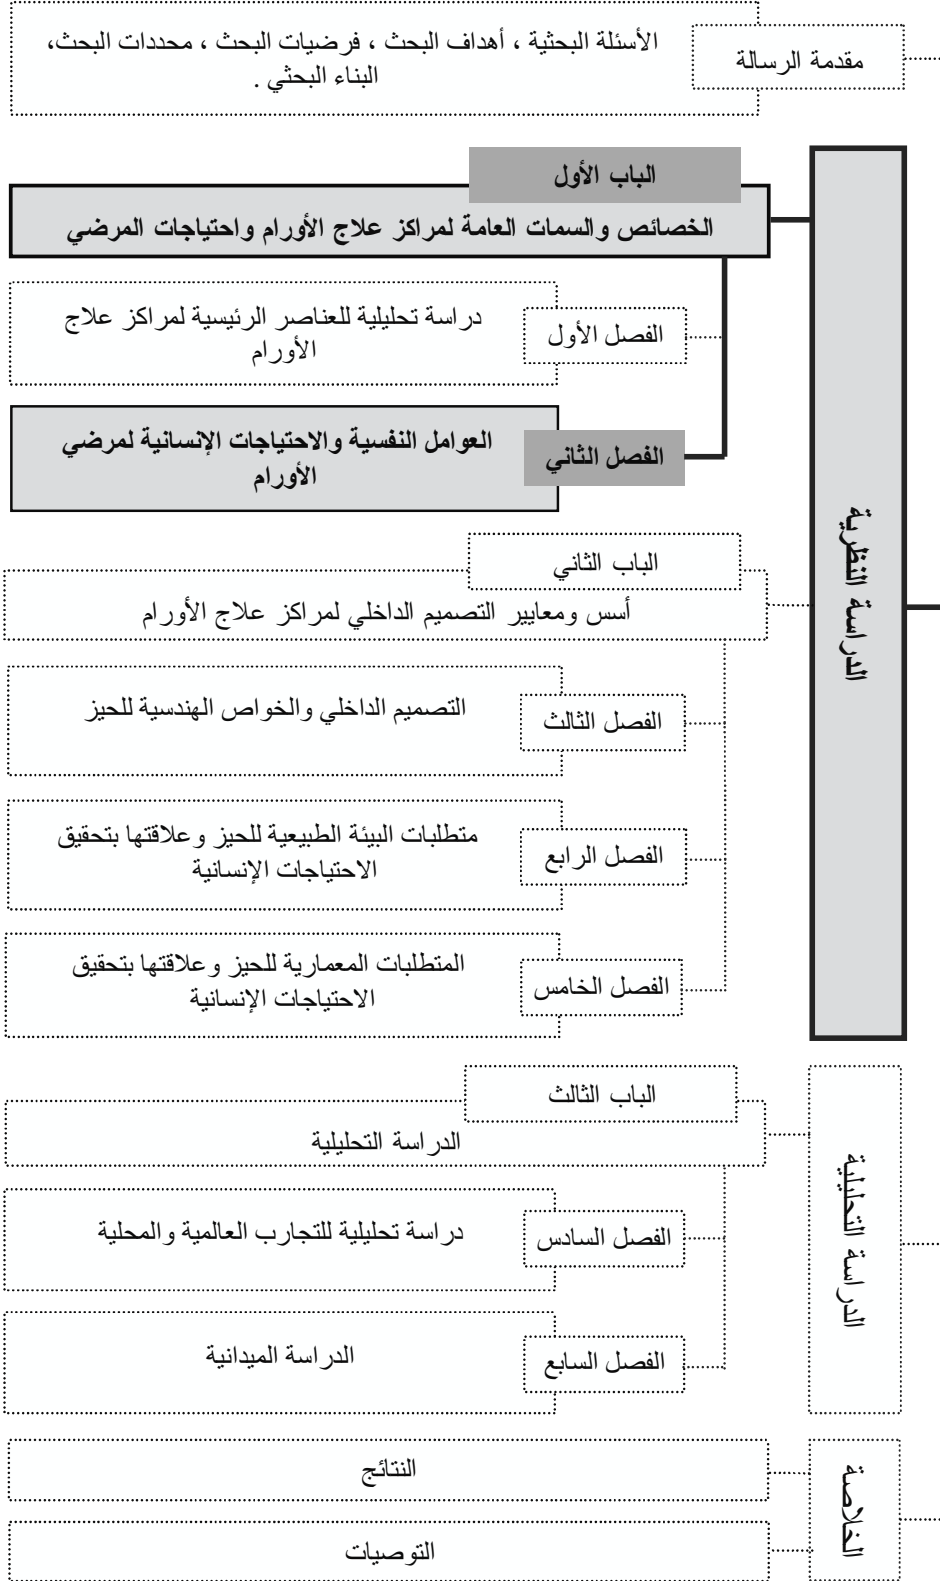 مقدمة الرسالة
الأسئلة البحثية ، أهداف البحث ، فرضيات البحث ، محددات البحث،
البناء البحثي .
الدراسة النظرية
الباب الأول
الخصائص والسمات العامة لمراكز علاج الأورام واحتياجات المرضي
الفصل الأول
دراسة تحليلية للعناصر الرئيسية لمراكز علاج
الأورام
الفصل الثاني
العوامل النفسية والاحتياجات الإنسانية لمرضي
الأورام
الباب الثاني
أسس ومعايير التصميم الداخلي لمراكز علاج الأورام
الفصل الثالث
التصميم الداخلي والخواص الهندسية للحيز
الفصل الرابع
متطلبات البيئة الطبيعية للحيز وعلاقتها بتحقيق
الاحتياجات الإنسانية
الفصل الخامس
المتطلبات المعمارية للحيز وعلاقتها بتحقيق
الاحتياجات الإنسانية
الدراسة التحليلية
الباب الثالث
الدراسة التحليلية
الفصل السادس
دراسة تحليلية للتجارب العالمية والمحلية
الفصل السابع
الدراسة الميدانية
الخلاصة
النتائج
التوصيات